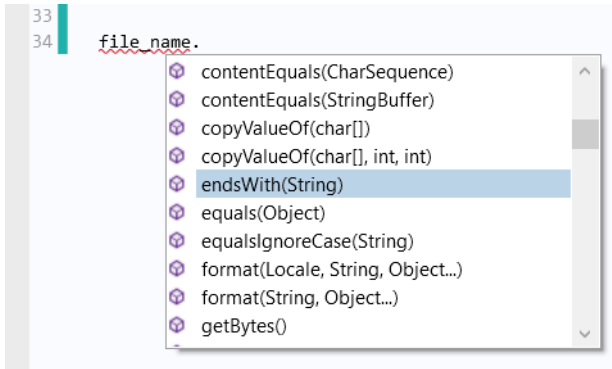 33
34 file_name.
contentEquals(CharSequence)
contentEquals(StringBuffer)
copyValueOf(char[])
copyValueOf(char[], int, int)
endsWith(String)
equals(Object)
equalsIgnoreCase(String)
format(Locale, String, Object...)
format(String, Object...)
getBytes()